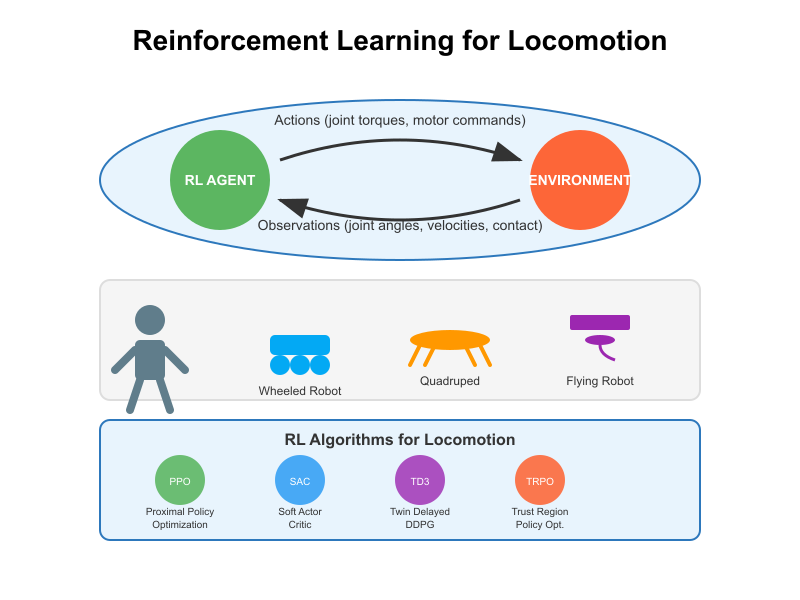 Reinforcement Learning for Locomotion
Actions (joint torques, motor commands)
RL AGENT
ENVIRONMENT
Observations (joint angles, velocities, contact)
Wheeled Robot
Quadruped
Flying Robot
RL Algorithms for Locomotion
PPO
SAC
TD3
TRPO
Proximal Policy
Optimization
Soft Actor
Critic
Twin Delayed
DDPG
Trust Region
Policy Opt.